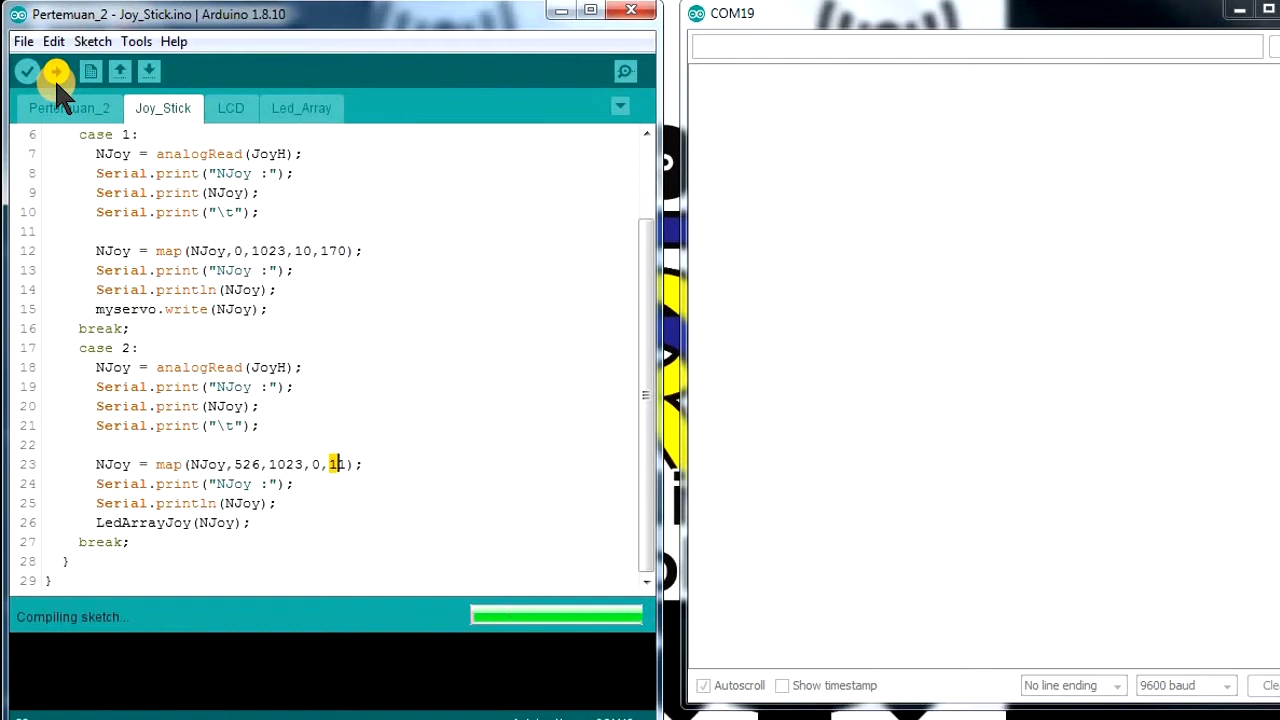 Pertemuan_2 - Joy_Stick.ino | Arduino 1.8.10
File Edit Sketch Tools Help
Pertemuan_2 Joy_Stick LCD Led_Array
6 case 1:
7 NJoy = analogRead(JoyH);
8 Serial.print("NJoy :");
9 Serial.print(NJoy);
10 Serial.print("\t");
11
12 NJoy = map(NJoy,0,1023,10,170);
13 Serial.print("NJoy :");
14 Serial.println(NJoy);
15 myservo.write(NJoy);
16 break;
17 case 2:
18 NJoy = analogRead(JoyH);
19 Serial.print("NJoy :");
20 Serial.print(NJoy);
21 Serial.print("\t");
22
23 NJoy = map(NJoy,526,1023,0,11);
24 Serial.print("NJoy :");
25 Serial.println(NJoy);
26 LedArrayJoy(NJoy);
27 break;
28 }
29 }
Compiling sketch...
COM19
Autoscroll Show timestamp No line ending 9600 baud